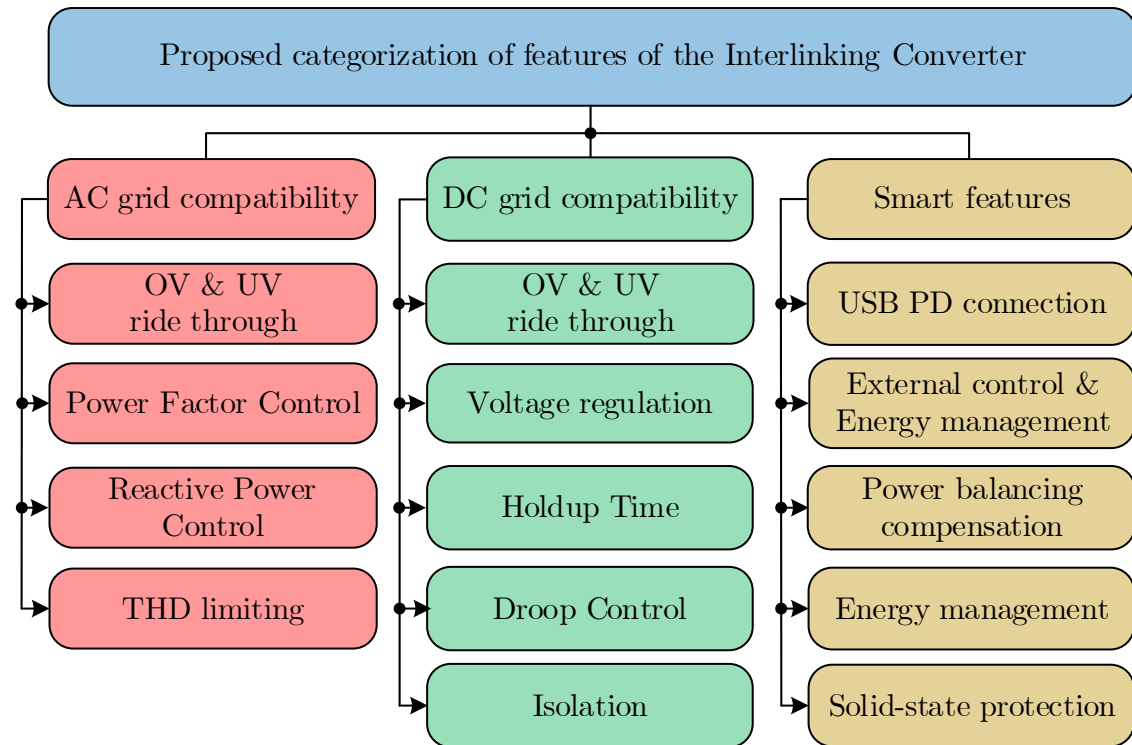 Proposed categorization of features of the Interlinking Converter
AC grid compatibility
OV & UV
ride through
Power Factor Control
Reactive Power
Control
THD limiting
DC grid compatibility
OV & UV
ride through
Voltage regulation
Holdup Time
Droop Control
Isolation
Smart features
USB PD connection
External control &
Energy management
Power balancing
compensation
Energy management
Solid-state protection